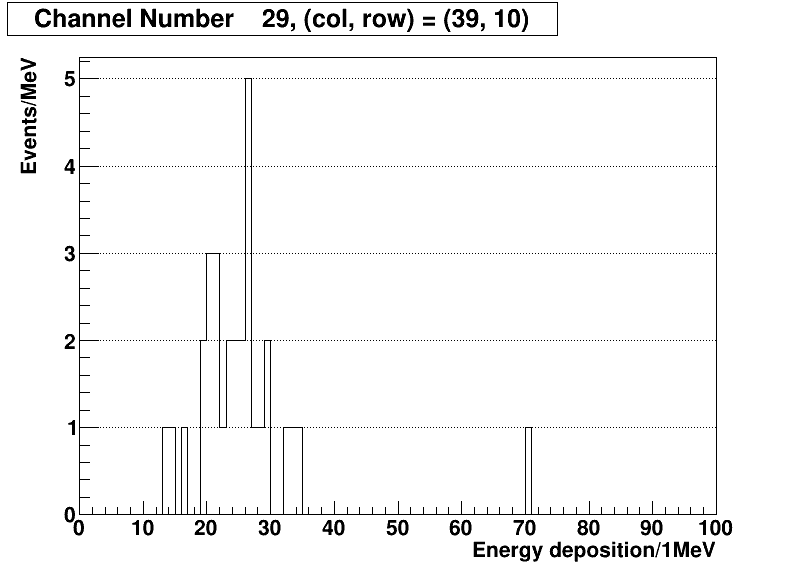 Channel Number 29, (col, row) = (39, 10)
Events/MeV
5
4
3
2
1
0
0 10 20 30 40 50 60 70 80 90 100
Energy deposition/1MeV